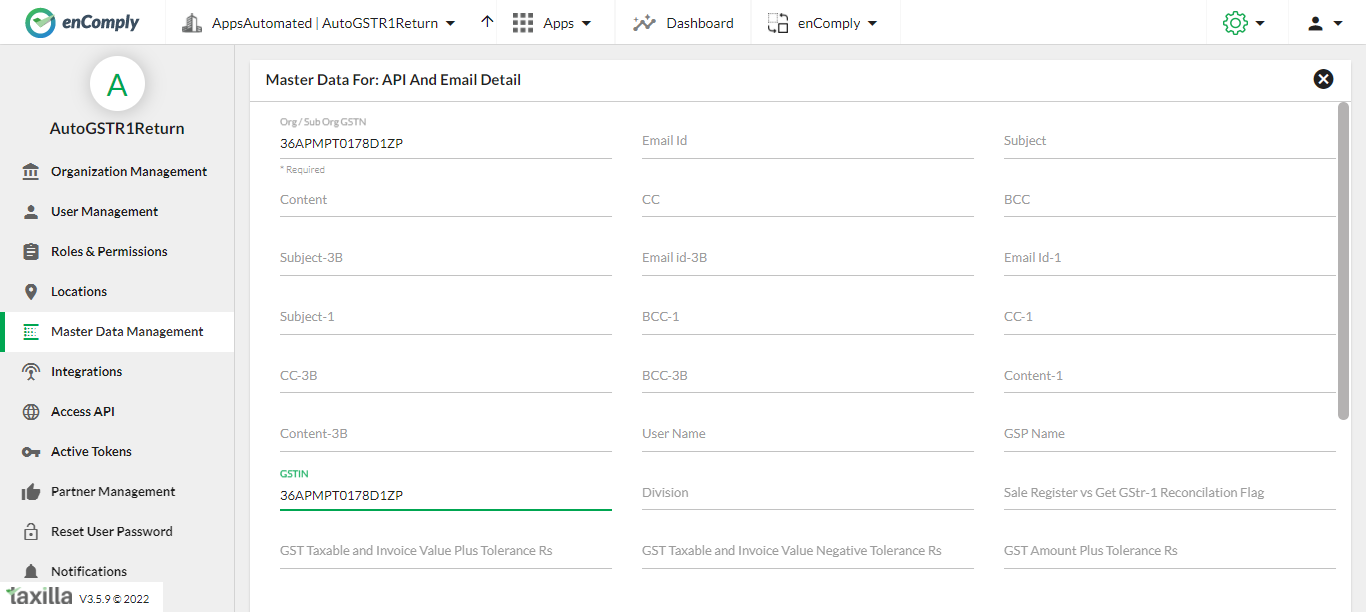 enComply
AppsAutomated | AutoGSTR1Return
Apps
Dashboard
enComply
A
AutoGSTR1Return
Organization Management
User Management
Roles & Permissions
Locations
Master Data Management
Integrations
Access API
Active Tokens
Partner Management
Reset User Password
Notifications
taxilla V3.5.9 © 2022
Master Data For: API And Email Detail
Org / Sub Org GSTN
36APMPT0178D1ZP
* Required
Email Id
Subject
Content
CC
BCC
Subject-3B
Email id-3B
Email Id-1
Subject-1
BCC-1
CC-1
CC-3B
BCC-3B
Content-1
Content-3B
User Name
GSP Name
GSTIN
36APMPT0178D1ZP
Division
Sale Register vs Get GStr-1 Reconcilation Flag
GST Taxable and Invoice Value Plus Tolerance Rs
GST Taxable and Invoice Value Negative Tolerance Rs
GST Amount Plus Tolerance Rs